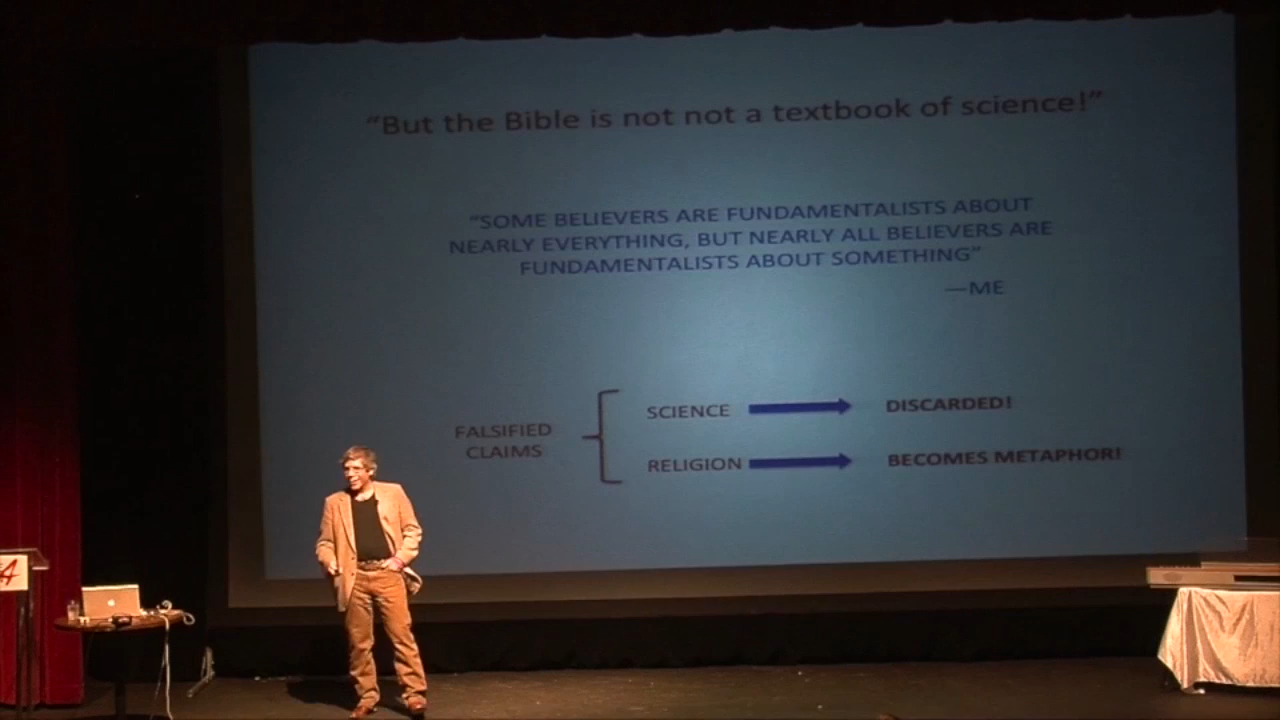 “But the Bible is not not a textbook of science!”
“SOME BELIEVERS ARE FUNDAMENTALISTS ABOUT
NEARLY EVERYTHING, BUT NEARLY ALL BELIEVERS ARE
FUNDAMENTALISTS ABOUT SOMETHING”
—ME
FALSIFIED
CLAIMS
SCIENCE
DISCARDED!
RELIGION
BECOMES METAPHOR!
A